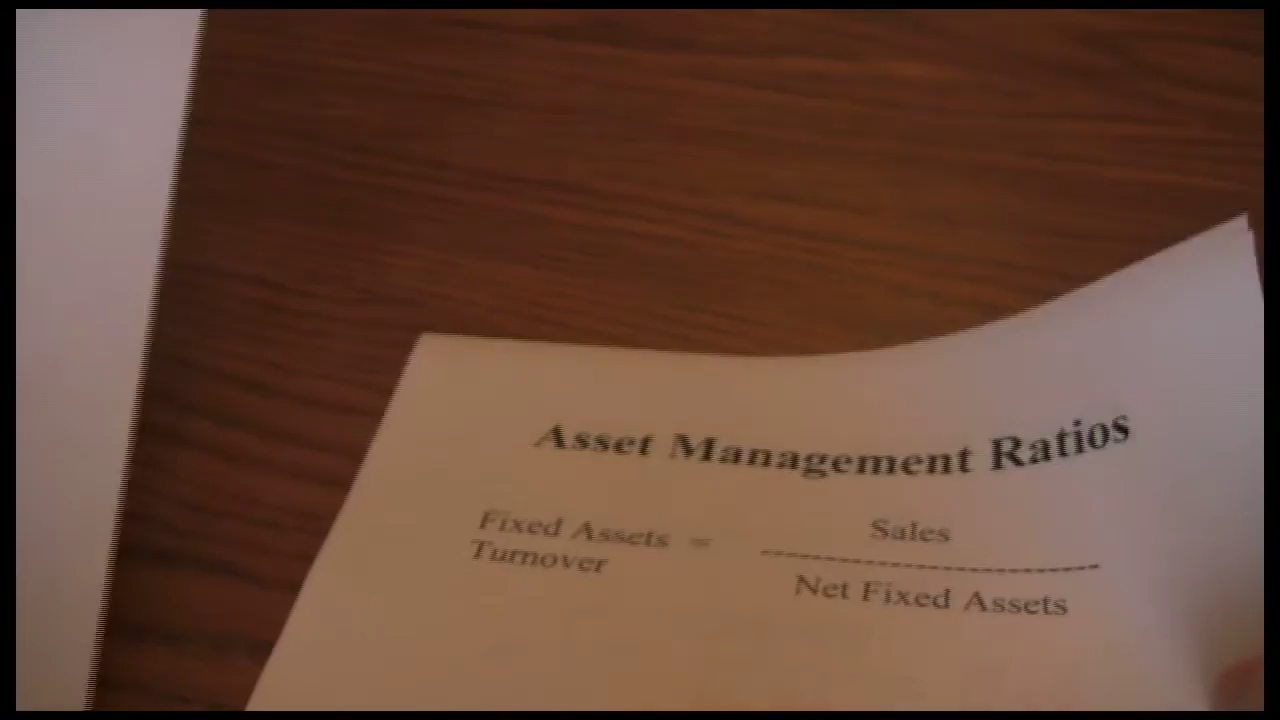 Asset Management Ratios
Fixed Assets = Sales
Turnover
Net Fixed Assets